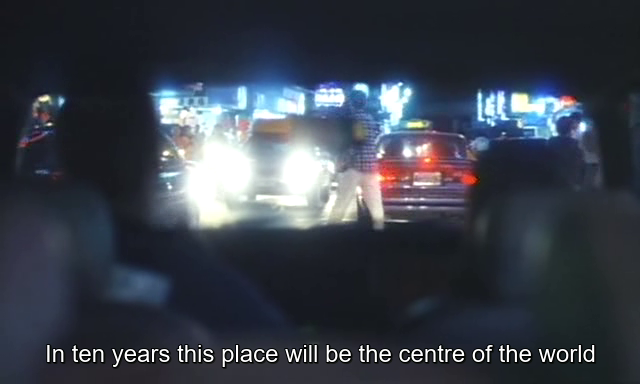 In ten years this place will be the centre of the world